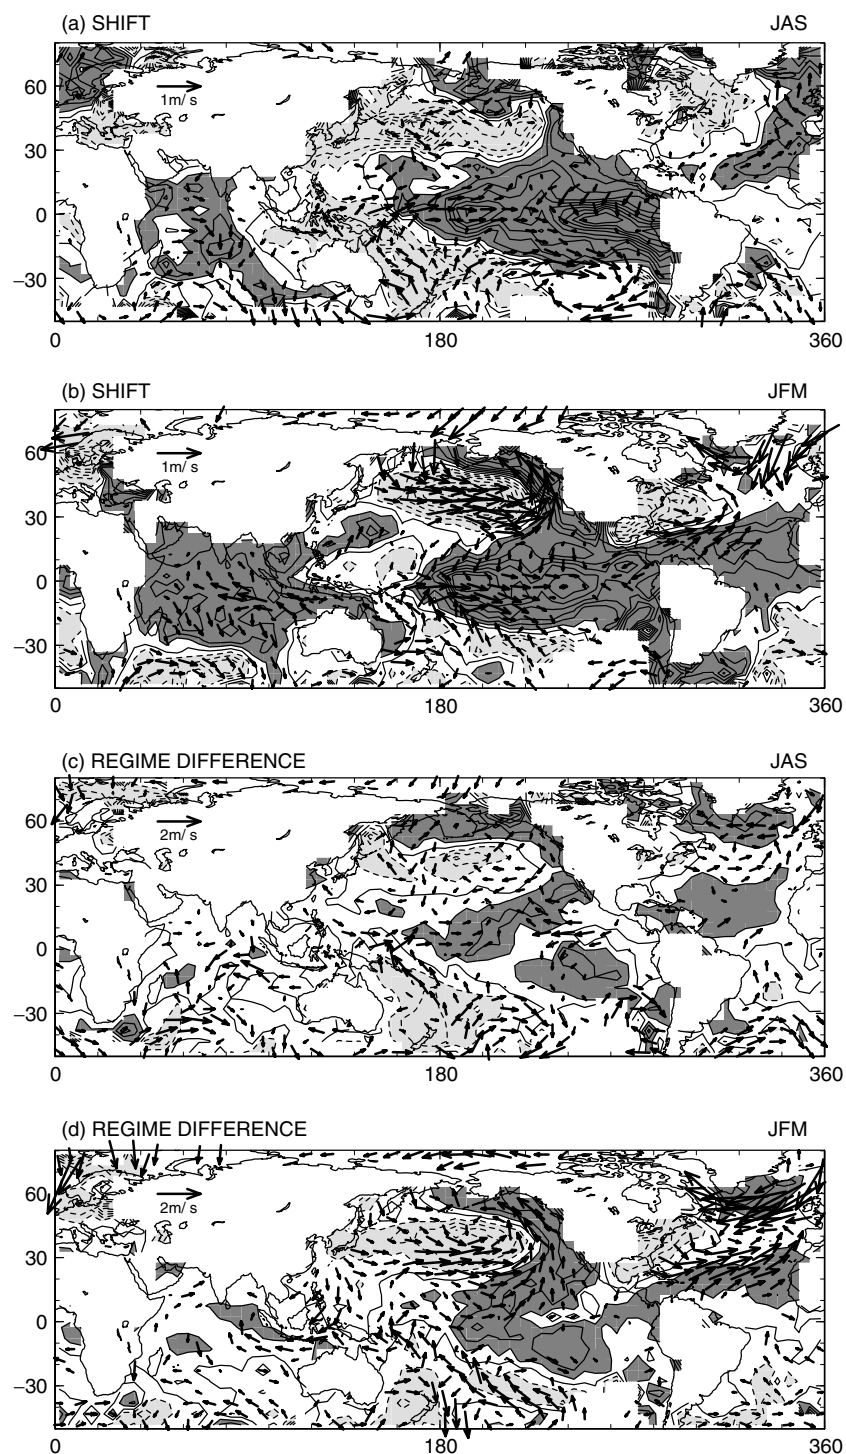 (a) SHIFT JAS
60
1m/ s
30
0
−30
0 180 360
(b) SHIFT JFM
60
1m/ s
30
0
−30
0 180 360
(c) REGIME DIFFERENCE JAS
60
2m/ s
30
0
−30
0 180 360
(d) REGIME DIFFERENCE JFM
60
2m/ s
30
0
−30
0 180 360